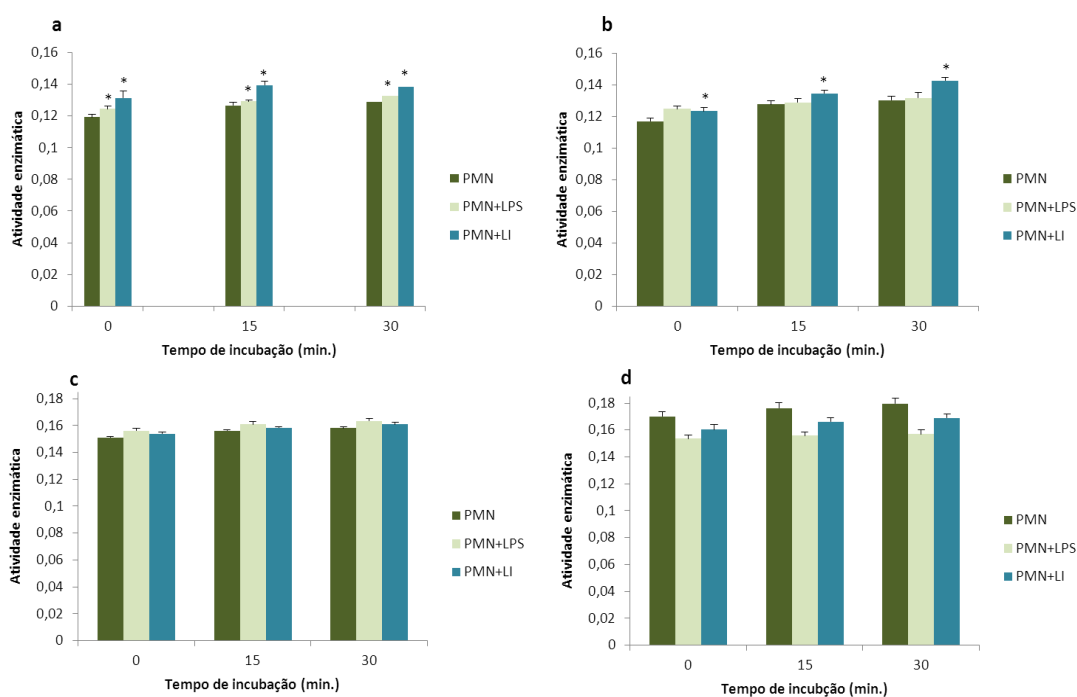 a
0,16
0,14
0,12
0,1
0,08
0,06
0,04
0,02
0
Atividade enzimática
* * * * * *
0 15 30
Tempo de incubação (min.)
PMN
PMN+LPS
PMN+LI
b
0,16
0,14
0,12
0,1
0,08
0,06
0,04
0,02
0
Atividade enzimática
* * *
0 15 30
Tempo de incubação (min.)
PMN
PMN+LPS
PMN+LI
c
0,18
0,16
0,14
0,12
0,1
0,08
0,06
0,04
0,02
0
Atividade enzimática
0 15 30
Tempo de incubação (min.)
PMN
PMN+LPS
PMN+LI
d
0,18
0,16
0,14
0,12
0,1
0,08
0,06
0,04
0,02
0
Atividade enzimática
0 15 30
Tempo de incubção (min.)
PMN
PMN+LPS
PMN+LI